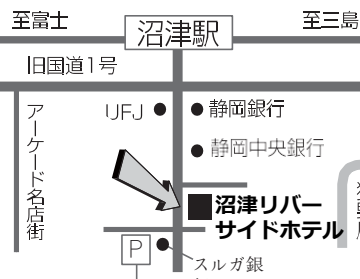 至富士
沼津駅
至三島
旧国道1号
UFJ
静岡銀行
静岡中央銀行
アーケード名店街
沼津リバー
サイドホテル
P
スルガ銀